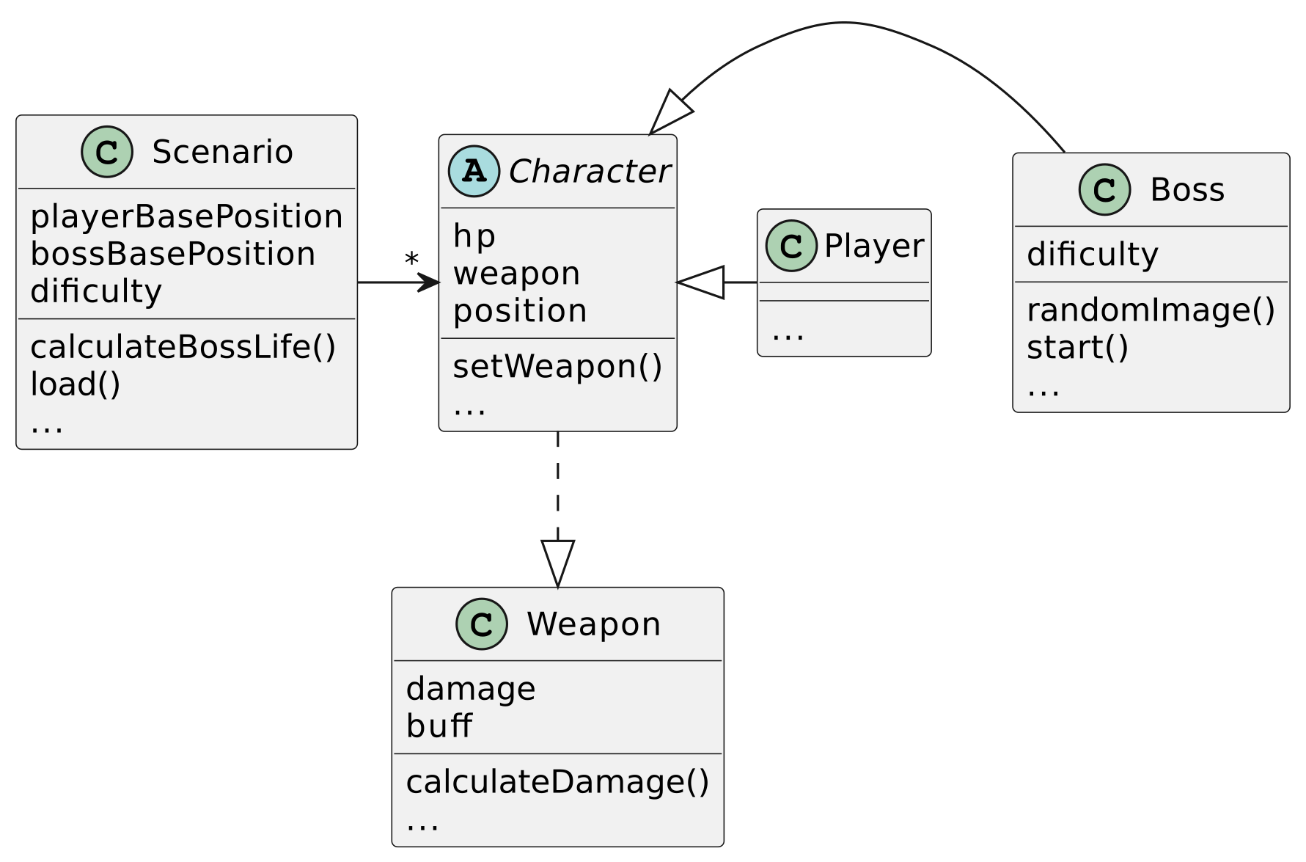 C Scenario
playerBasePosition
bossBasePosition
dificulty
calculateBossLife()
load()
...
*
A Character
hp
weapon
position
setWeapon()
...
C Player
...
C Boss
dificulty
randomImage()
start()
...
C Weapon
damage
buff
calculateDamage()
...